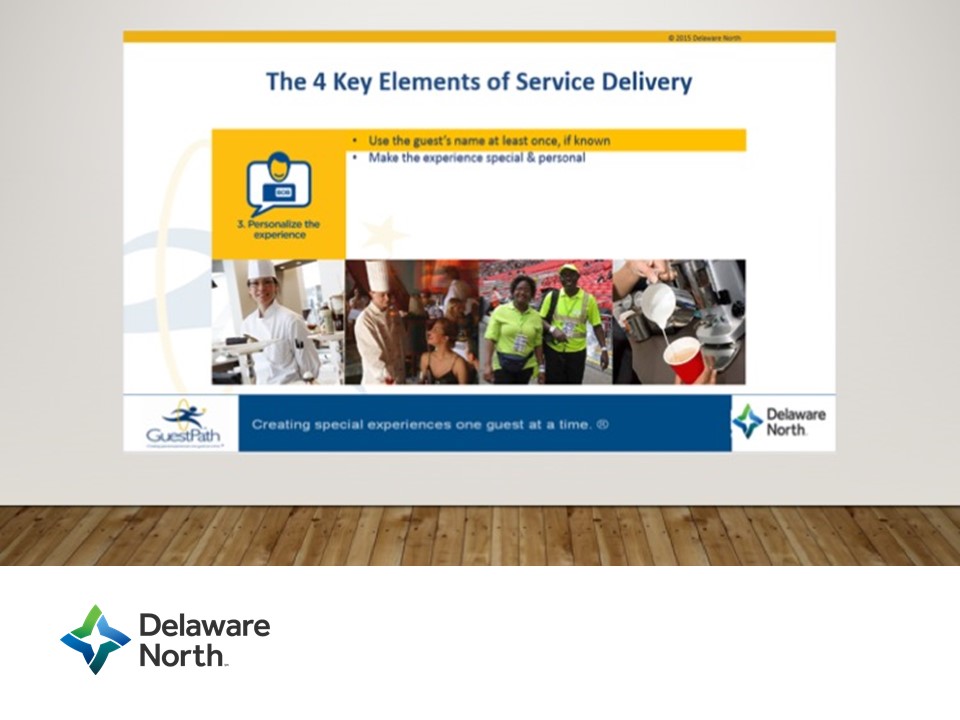 © 2015 Delaware North
The 4 Key Elements of Service Delivery
• Use the guest's name at least once, if known
• Make the experience special & personal
BOB
3. Personalize the
experience
GuestPath
Creating special experiences one guest at a time. ®
Delaware
North
Delaware
North